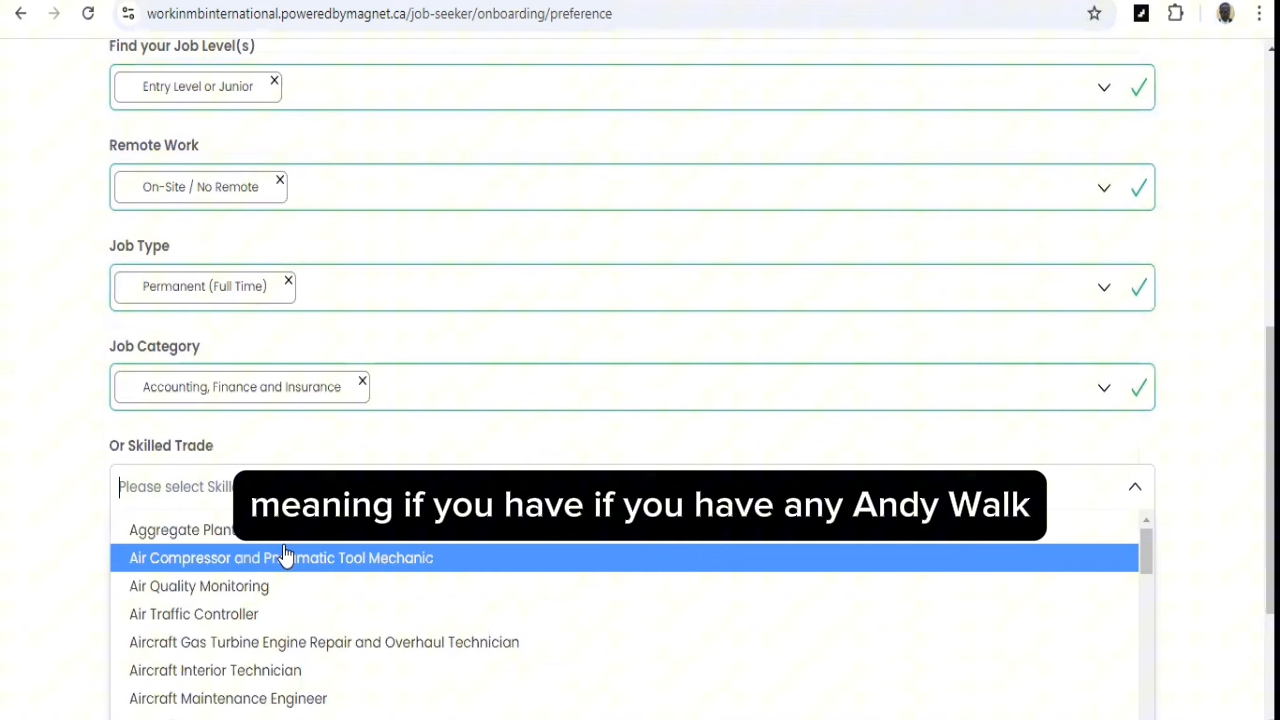 workinmbinternational.poweredbymagnet.ca/job-seeker/onboarding/preference
Find your Job Level(s)
Entry Level or Junior X
Remote Work
On-Site / No Remote X
Job Type
Permanent (Full Time) X
Job Category
Accounting, Finance and Insurance X
Or Skilled Trade
Please select
meaning if you have if you have any Andy Walk
Aggregate
Air Compressor and Pneumatic Tool Mechanic
Air Quality Monitoring
Air Traffic Controller
Aircraft Gas Turbine Engine Repair and Overhaul Technician
Aircraft Interior Technician
Aircraft Maintenance Engineer